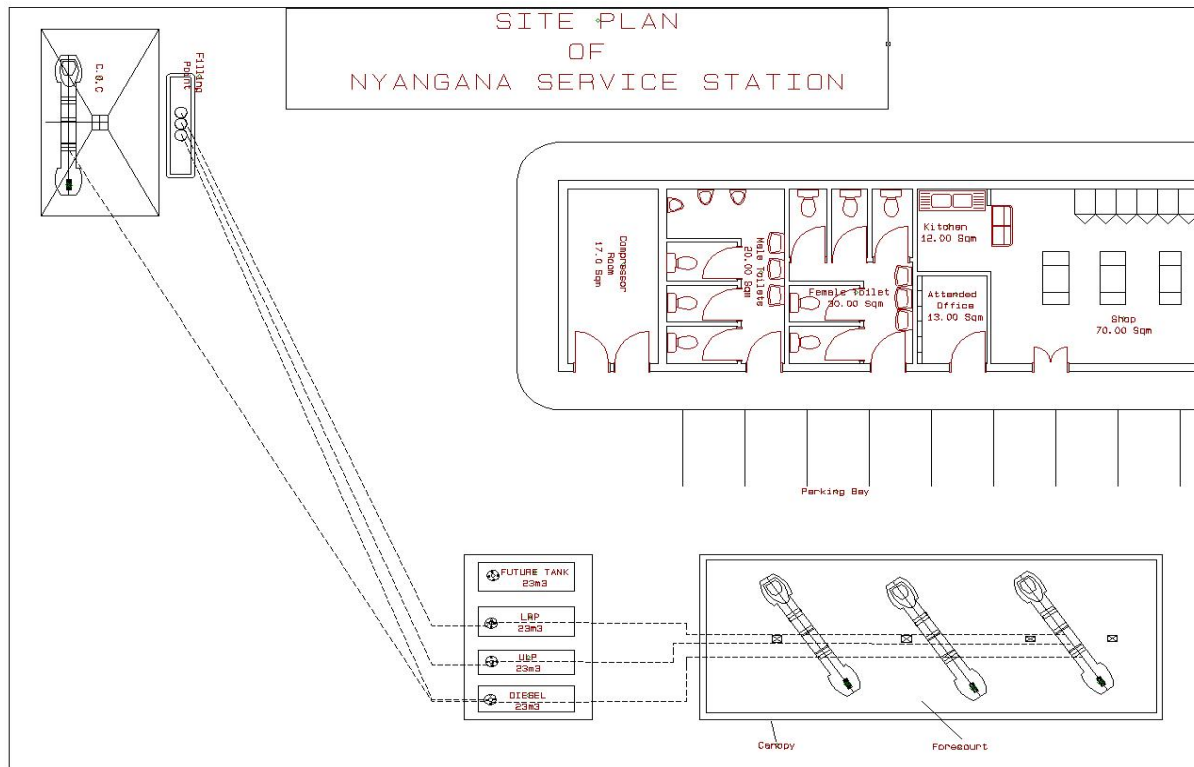 SITE PLAN
OF
NYANGANA SERVICE STATION
C.O.C
Filling
Point
Compressor
Room
17.0 Sqm
Male Toilets
20.00 Sqm
Female Toilet
30.00 Sqm
Kitchen
12.00 Sqm
Attended
Office
13.00 Sqm
Shop
70.00 Sqm
Parking Bay
FUTURE TANK
23m3
LRP
23m3
ULP
23m3
DIESEL
23m3
Canopy
Forecourt